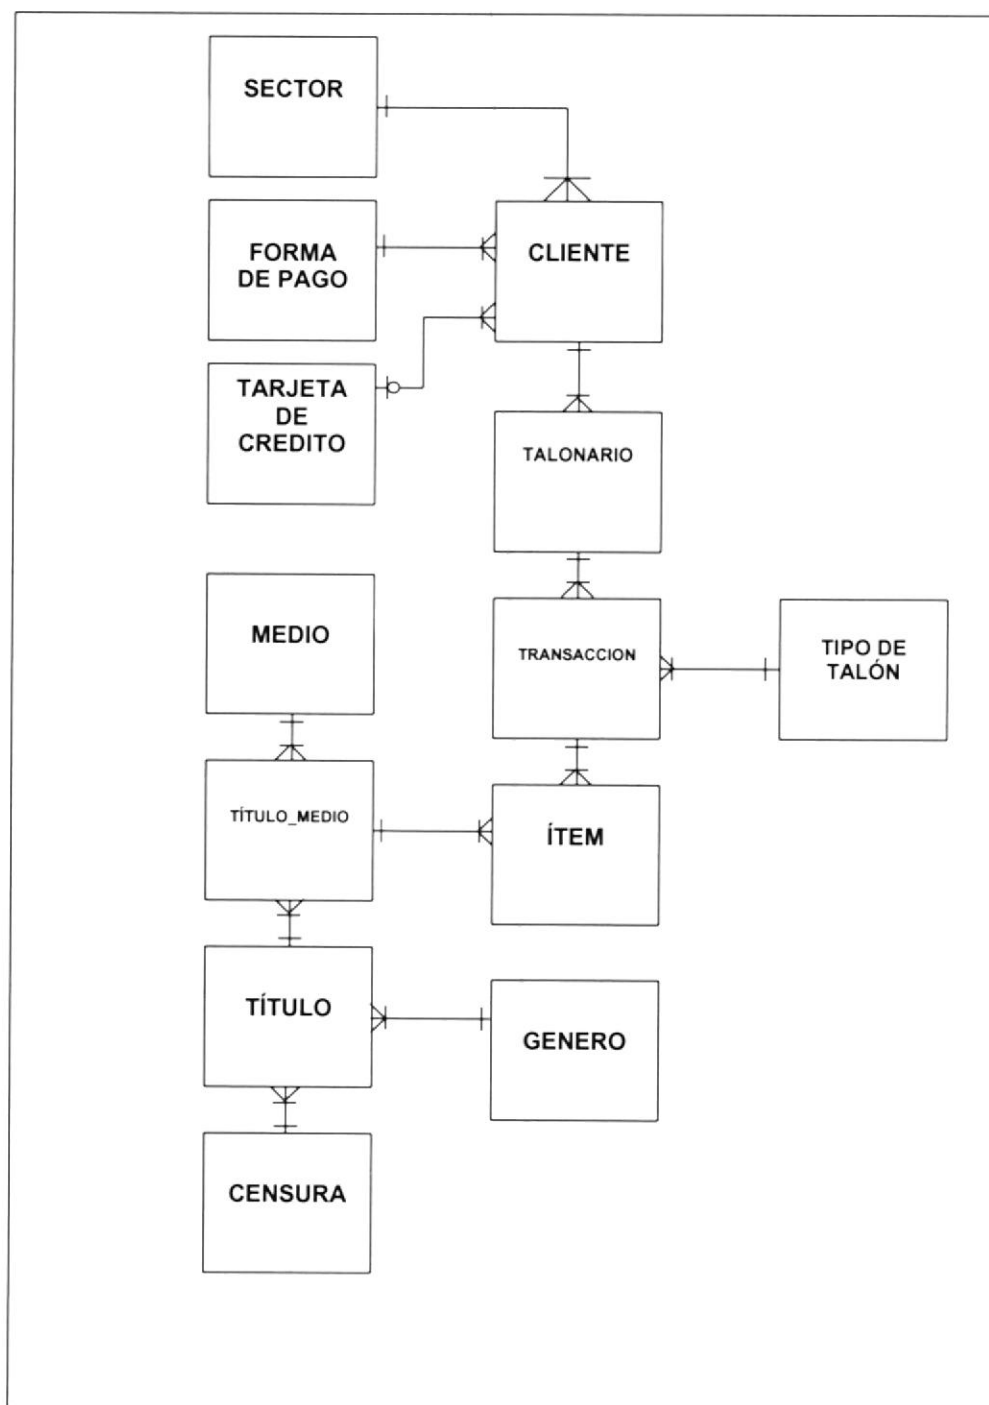 SECTOR
FORMA
DE PAGO
CLIENTE
TARJETA
DE
CREDITO
TALONARIO
MEDIO
TRANSACCION
TIPO DE
TALÓN
TÍTULO_MEDIO
ÍTEM
TÍTULO
GENERO
CENSURA